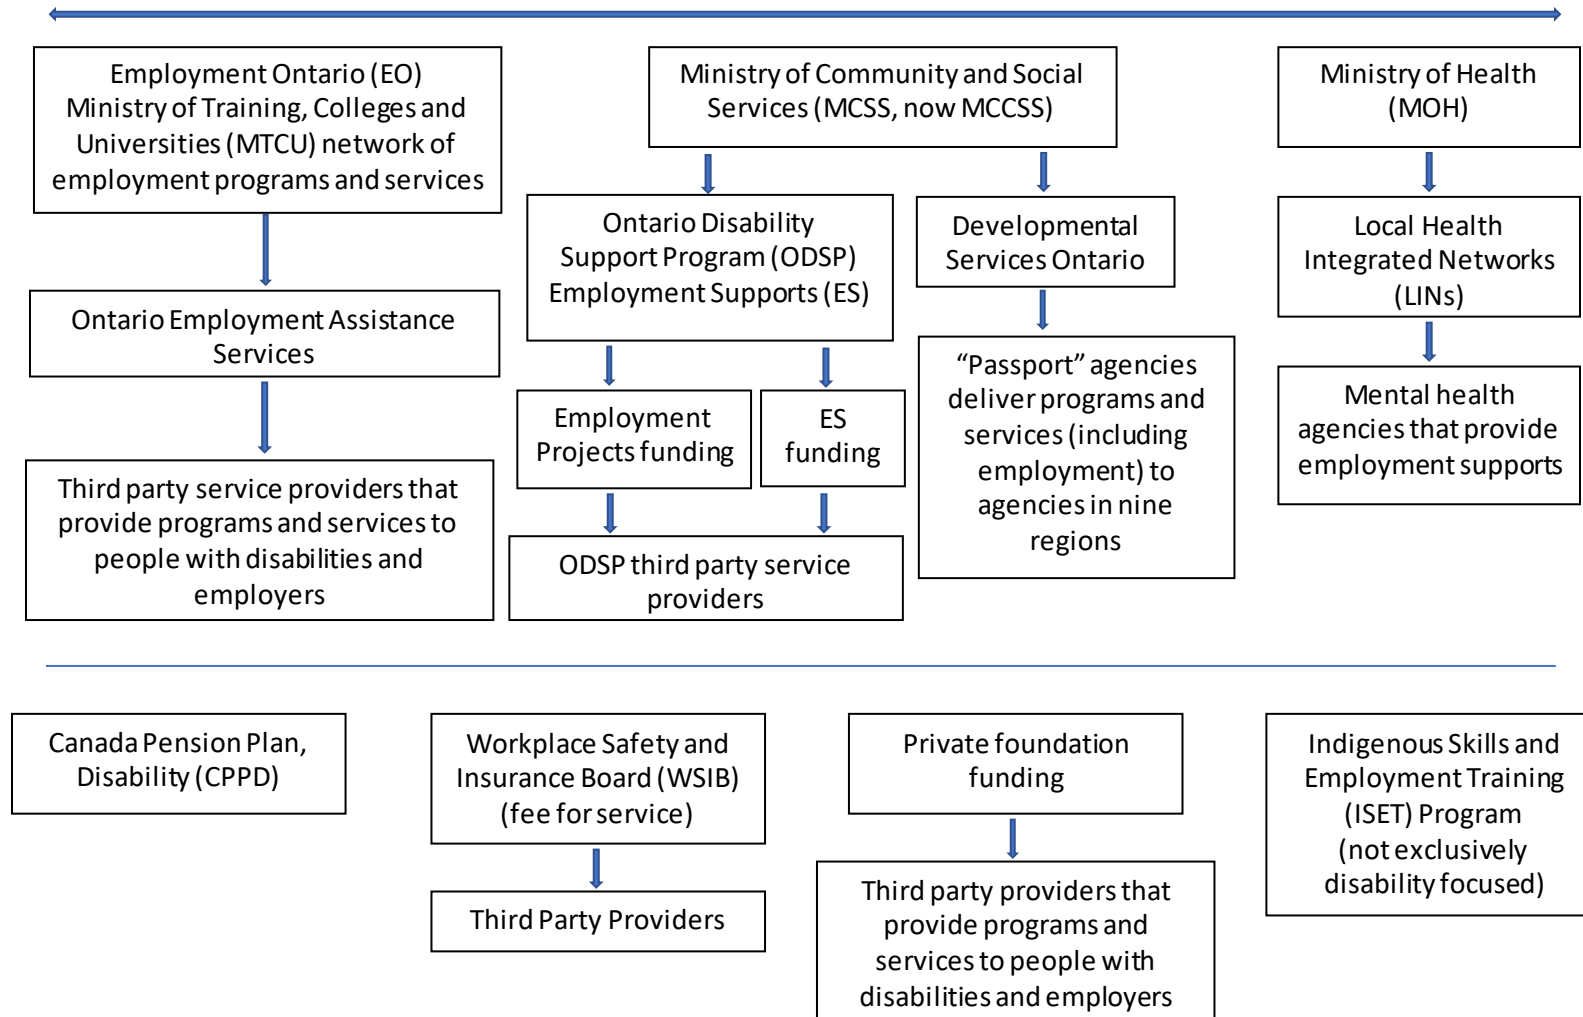 Employment Ontario (EO)
Ministry of Training, Colleges and
Universities (MTCU) network of
employment programs and services
Ontario Employment Assistance
Services
Third party service providers that
provide programs and services to
people with disabilities and
employers
Ministry of Community and Social
Services (MCSS, now MCCSS)
Ontario Disability
Support Program (ODSP)
Employment Supports (ES)
Employment
Projects funding
ES
funding
ODSP third party service
providers
Developmental
Services Ontario
“Passport” agencies
deliver programs and
services (including
employment) to
agencies in nine
regions
Ministry of Health
(MOH)
Local Health
Integrated Networks
(LINs)
Mental health
agencies that provide
employment supports
Canada Pension Plan,
Disability (CPPD)
Workplace Safety and
Insurance Board (WSIB)
(fee for service)
Third Party Providers
Private foundation
funding
Third party providers that
provide programs and
services to people with
disabilities and employers
Indigenous Skills and
Employment Training
(ISET) Program
(not exclusively
disability focused)